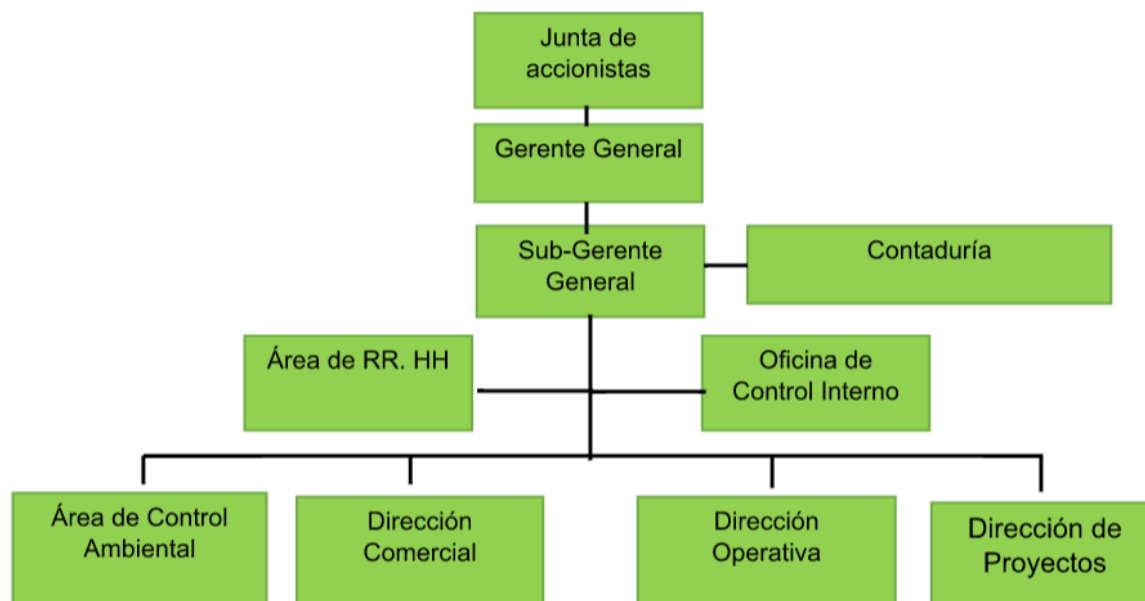 Junta de
accionistas
Gerente General
Sub-Gerente
General
Contaduría
Área de RR. HH
Oficina de
Control Interno
Área de Control
Ambiental
Dirección
Comercial
Dirección
Operativa
Dirección de
Proyectos